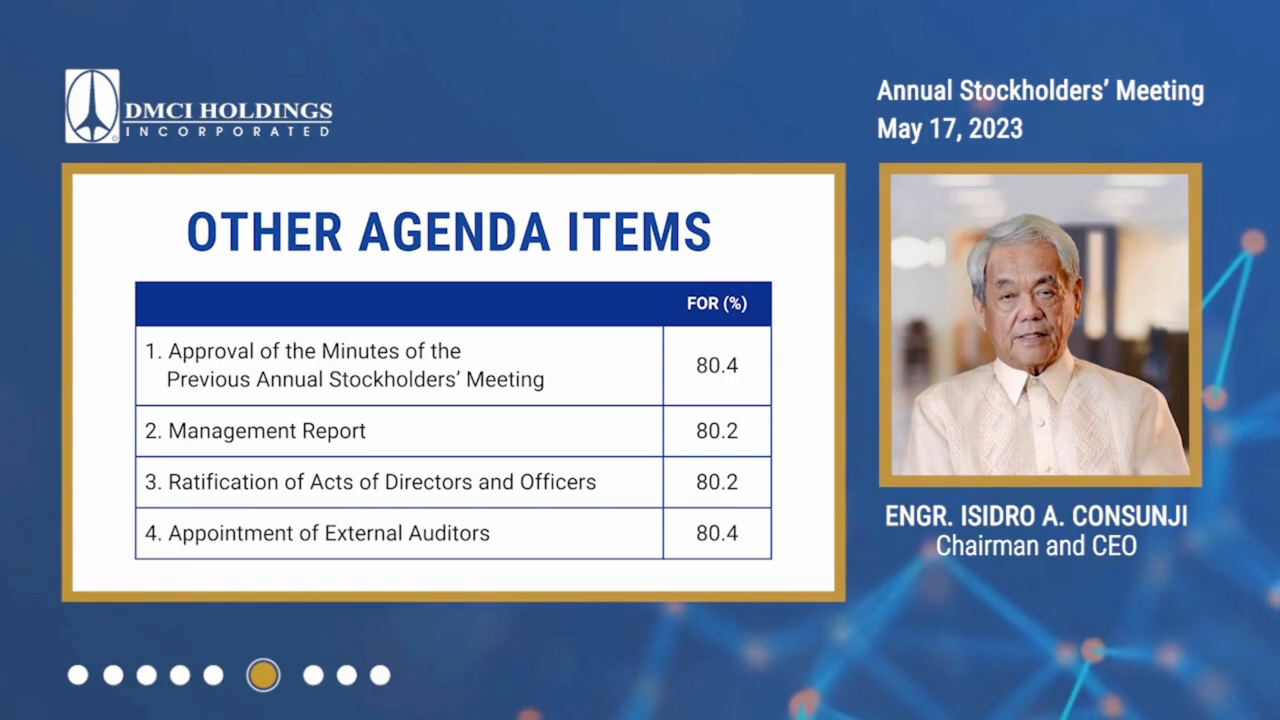 DMCI HOLDINGS
INCORPORATED
Annual Stockholders’ Meeting
May 17, 2023
OTHER AGENDA ITEMS
FOR (%)
1. Approval of the Minutes of the
Previous Annual Stockholders’ Meeting
80.4
2. Management Report
80.2
3. Ratification of Acts of Directors and Officers
80.2
4. Appointment of External Auditors
80.4
ENGR. ISIDRO A. CONSUNJI
Chairman and CEO